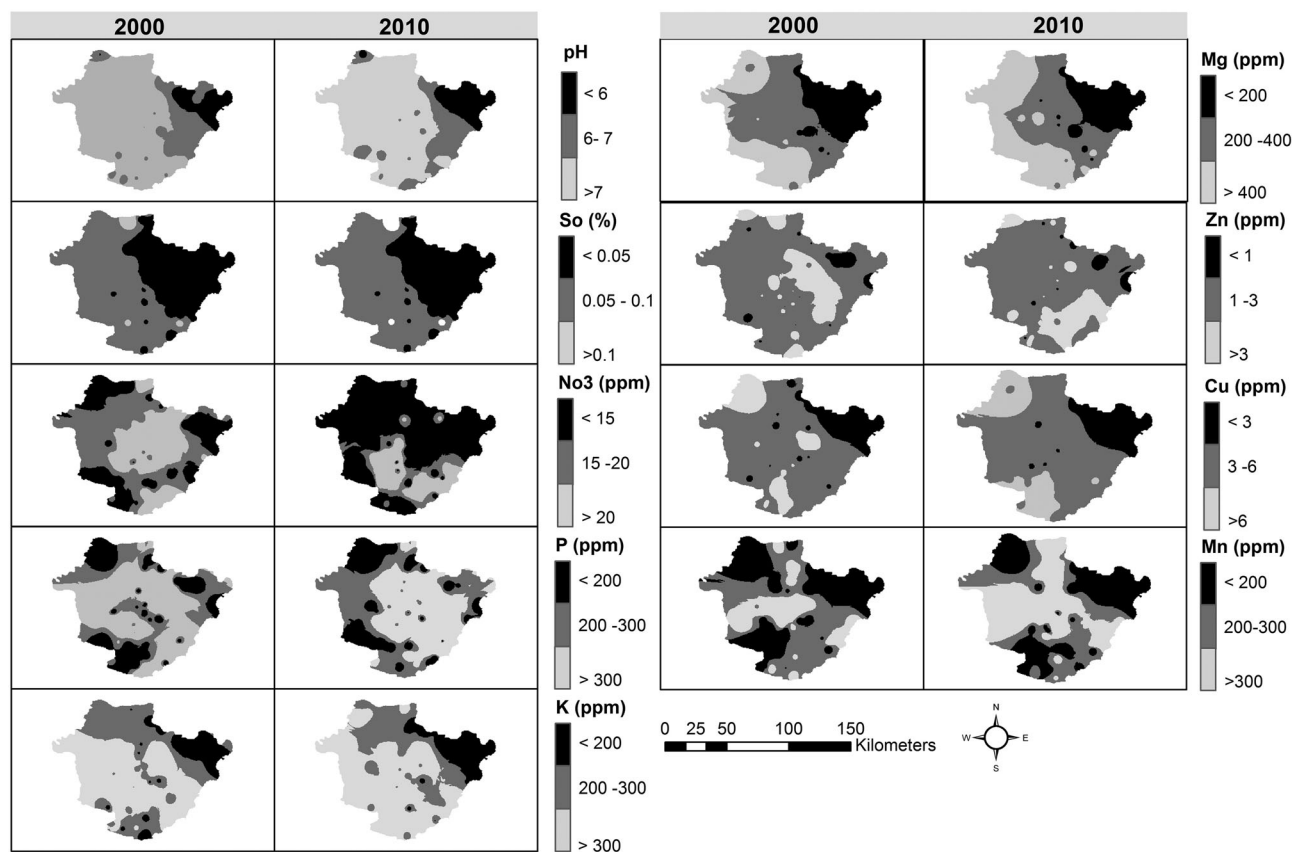 2000
2010
pH
< 6
6- 7
>7
So (%)
< 0.05
0.05 - 0.1
>0.1
No3 (ppm)
< 15
15 -20
> 20
P (ppm)
< 200
200 -300
> 300
K (ppm)
< 200
200 -300
> 300
2000
2010
Mg (ppm)
< 200
200 -400
> 400
Zn (ppm)
< 1
1 -3
>3
Cu (ppm)
< 3
3 -6
>6
Mn (ppm)
< 200
200-300
>300
0 25 50 100 150
Kilometers
N
W E
S